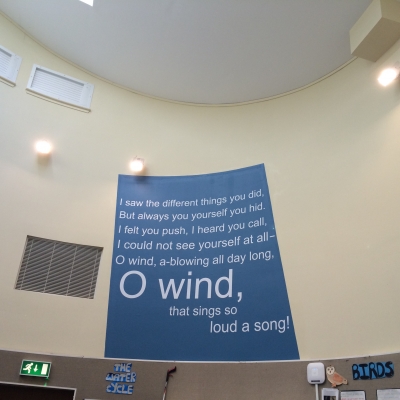 I saw the different things you did,
But always you yourself you hid.
I felt you push, I heard you call,
I could not see yourself at all–
O wind, a-blowing all day long,
O wind,
that sings so
loud a song!
THE
WATER
CYCLE
BIRDS